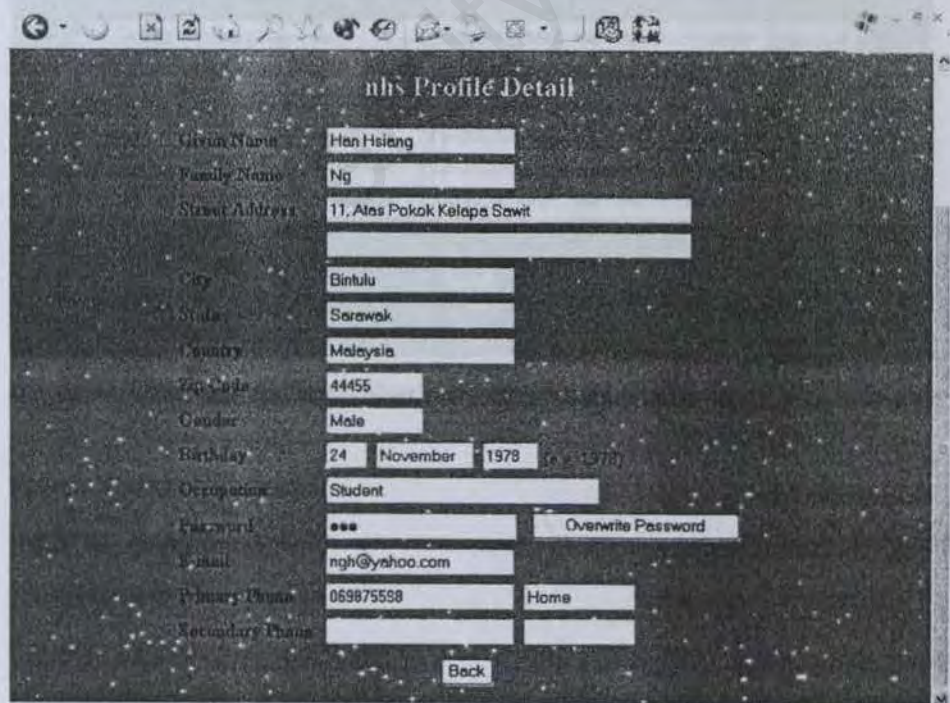 nhs Profile Detail
Given Name Han Hsiang
Family Name Ng
Street Address 11, Atas Pokok Kelapa Sawit
City Bintulu
State Sarawak
Country Malaysia
Zip Code 44455
Gender Male
Birthday 24 November 1978 (e.g. 1978)
Occupation Student
Password ●●● Overwrite Password
E-mail ngh@yahoo.com
Primary Phone Home
Secondary Phone
Back